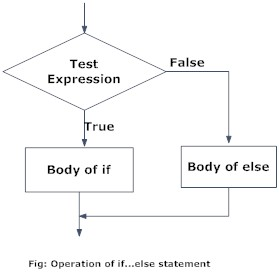 Test
Expression
False
True
Body of if
Body of else
Fig: Operation of if...else statement